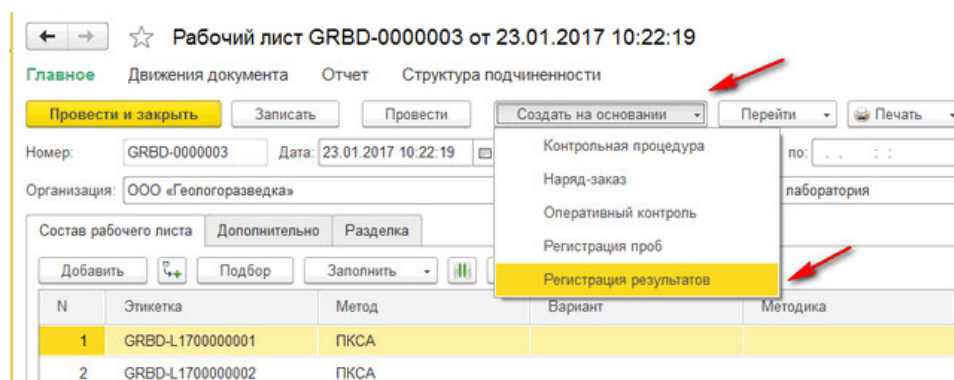 Рабочий лист GRBD-0000003 от 23.01.2017 10:22:19
Главное Движения документа Отчет Структура подчиненности
Провести и закрыть Записать Провести Создать на основании Перейти Печать
Номер: GRBD-0000003 Дата: 23.01.2017 10:22:19 по: . . : :
Контрольная процедура
Организация: ООО «Геологоразведка» лаборатория
Наряд-заказ
Оперативный контроль
Состав рабочего листа Дополнительно Разделка
Регистрация проб
Добавить Подбор Заполнить
Регистрация результатов
N Этикетка Метод Вариант Методика
1 GRBD-L1700000001 ПКСА
2 GRBD-L1700000002 ПКСА